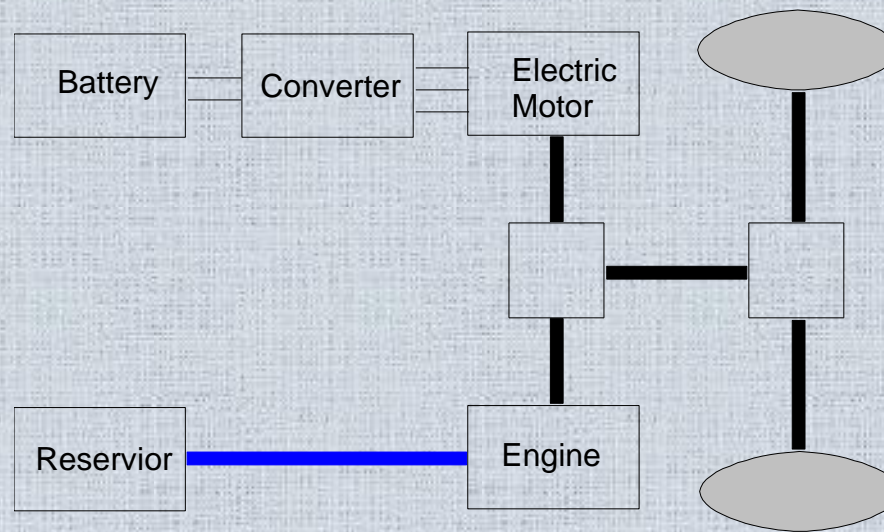 Battery
Converter
Electric
Motor
Reservior
Engine